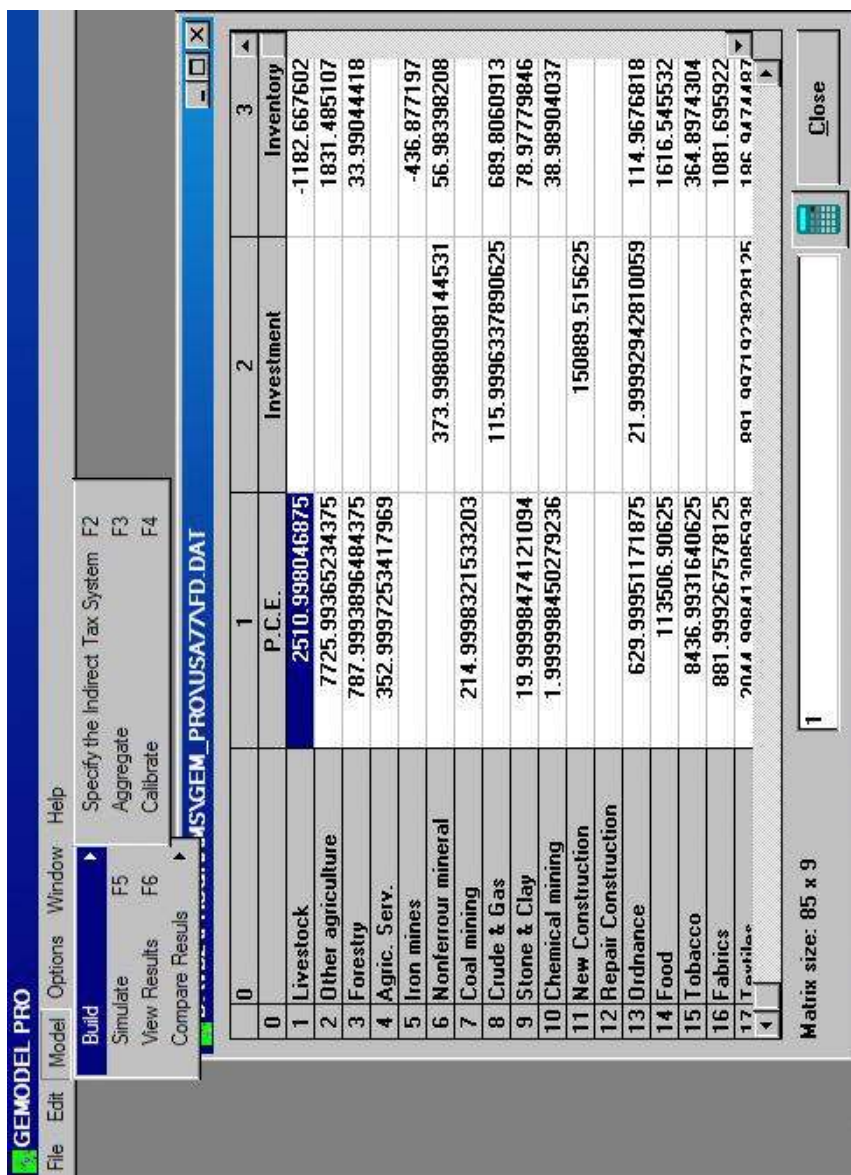 GEMODEL PRO
File Edit Model Options Window Help
Build
Simulate F5
View Results F6
Compare Resuls
Specify the Indirect Tax System F2
Aggregate F3
Calibrate F4
MS\GEM_PRO\USA77\FD.DAT
0 1 2 3
0 P.C.E. Investment Inventory
1 Livestock 2510.998046875 -1182.667602
2 Other agriculture 7725.99365234375 1831.485107
3 Forestry 787.9993896484375 33.99044418
4 Agric. Serv. 352.9997253417969
5 Iron mines -436.877197
6 Nonferrour mineral 373.9988098144531 56.98398208
7 Coal mining 214.9998321533203
8 Crude & Gas 115.9996337890625 689.8060913
9 Stone & Clay 19.99998474121094 78.97779846
10 Chemical mining 1.999998450279236 38.98904037
11 New Construction 150889.515625
12 Repair Construction
13 Ordnance 629.99951171875 21.99992942810059 114.9676818
14 Food 113506.90625 1616.545532
15 Tobacco 8436.9931640625 364.8974304
16 Fabrics 881.999267578125 1081.695922
17 Textiles
Matrix size: 85 x 9
1
Close